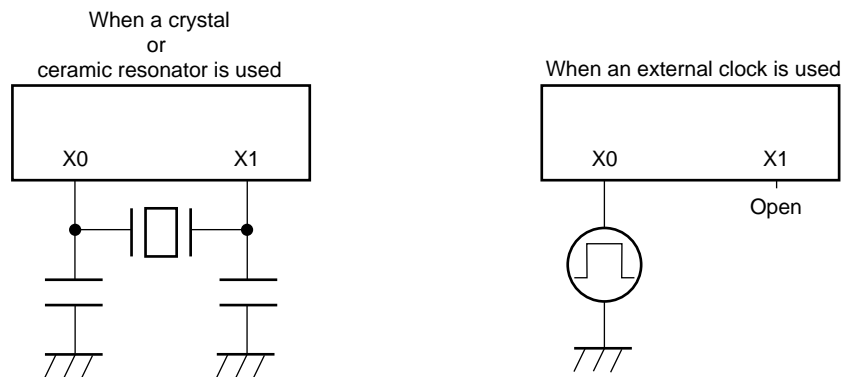 When a crystal
or
ceramic resonator is used
X0
X1
When an external clock is used
X0
X1
Open